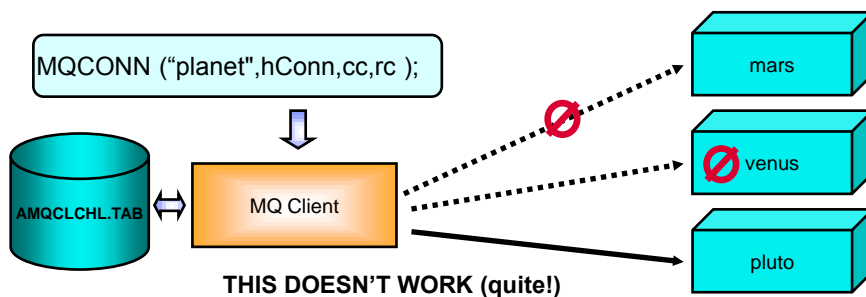 MQCONN (“planet",hConn,cc,rc );
mars
venus
AMQCLCHL.TAB
MQ Client
pluto
THIS DOESN’T WORK (quite!)